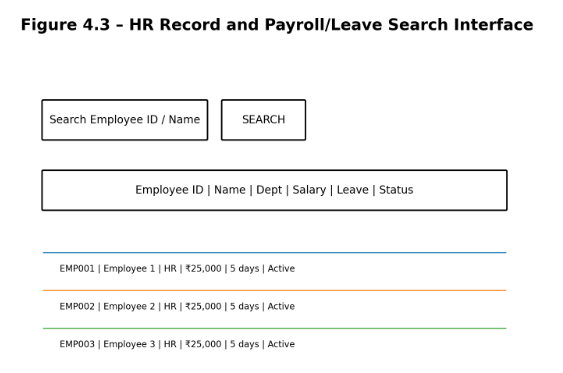 Figure 4.3 – HR Record and Payroll/Leave Search Interface
Search Employee ID / Name
SEARCH
Employee ID | Name | Dept | Salary | Leave | Status
EMP001 | Employee 1 | HR | ₹25,000 | 5 days | Active
EMP002 | Employee 2 | HR | ₹25,000 | 5 days | Active
EMP003 | Employee 3 | HR | ₹25,000 | 5 days | Active